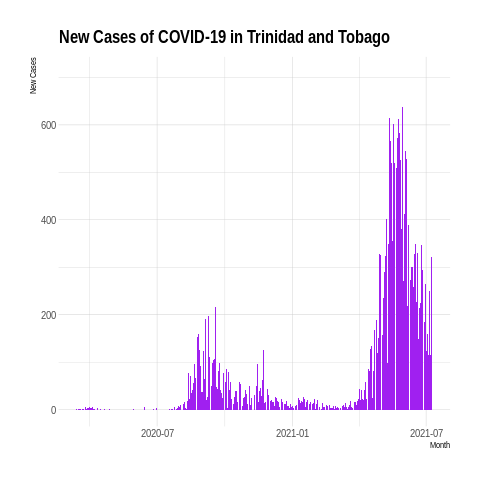 New Cases of COVID-19 in Trinidad and Tobago
New Cases
600
400
200
0
2020-07 2021-01 2021-07
Month